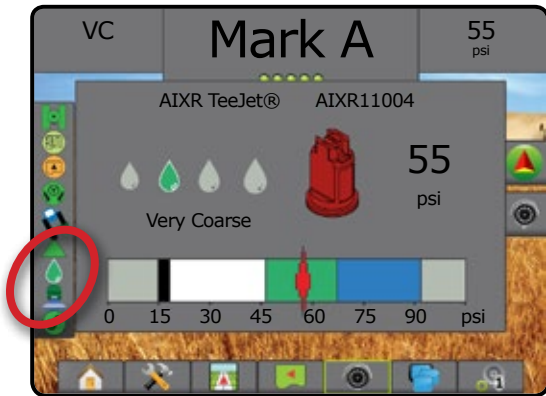 VC Mark A 55
psi
AIXR TeeJet® AIXR11004
55
psi
Very Coarse
0 15 30 45 60 75 90 psi
1